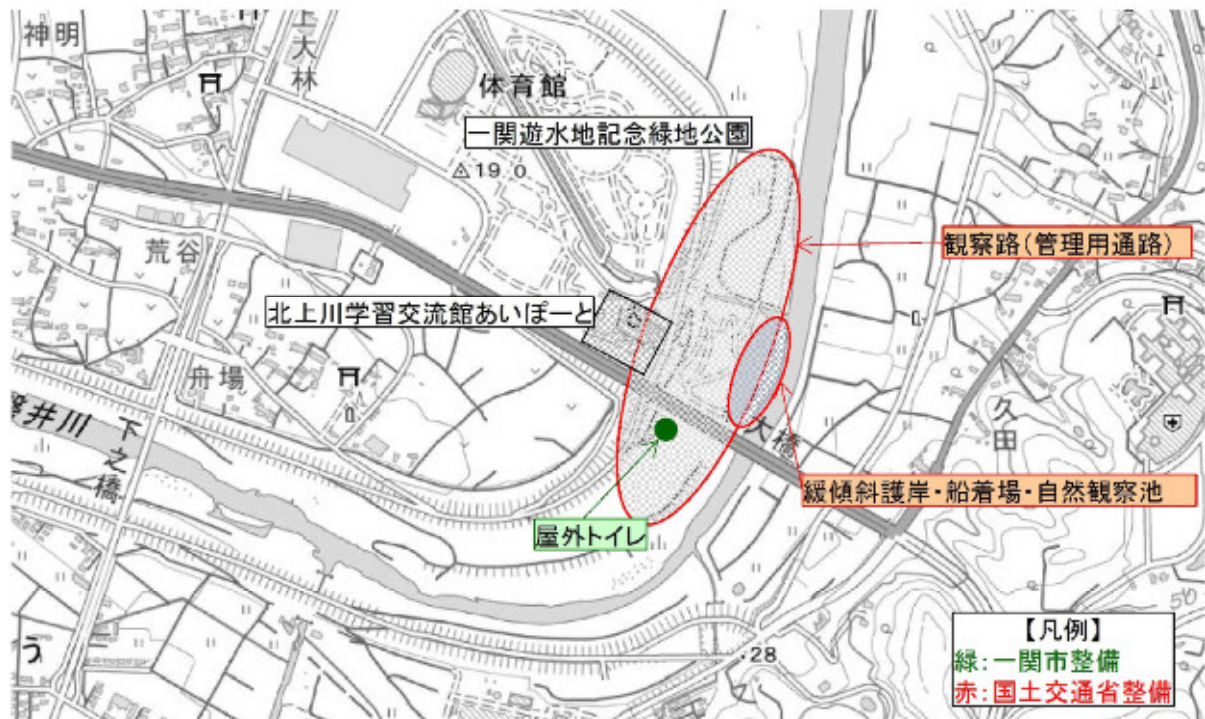 神明
上大林
体育館
一関遊水地記念緑地公園
19.0
観察路(管理用通路)
荒谷
北上川学習交流館あいぽーと
舟場
久田
磐井川
下之橋
大橋
緩傾斜護岸・船着場・自然観察池
屋外トイレ
う
・28
【凡例】
緑:一関市整備
赤:国土交通省整備